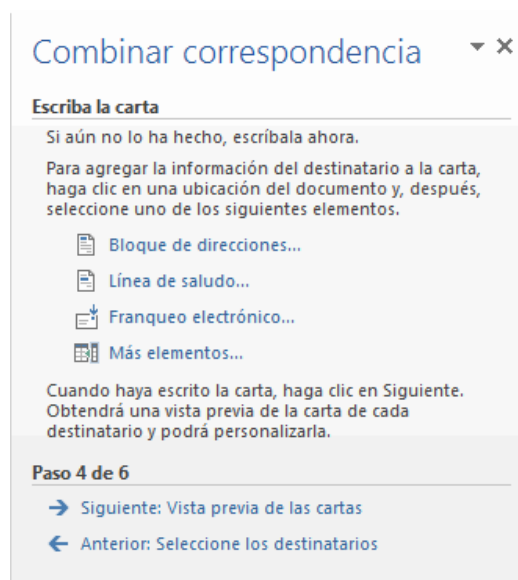 Combinar correspondencia
Escriba la carta
Si aún no lo ha hecho, escríbala ahora.
Para agregar la información del destinatario a la carta,
haga clic en una ubicación del documento y, después,
seleccione uno de los siguientes elementos.
Bloque de direcciones...
Línea de saludo...
Franqueo electrónico...
Más elementos...
Cuando haya escrito la carta, haga clic en Siguiente.
Obtendrá una vista previa de la carta de cada
destinatario y podrá personalizarla.
Paso 4 de 6
Siguiente: Vista previa de las cartas
Anterior: Seleccione los destinatarios